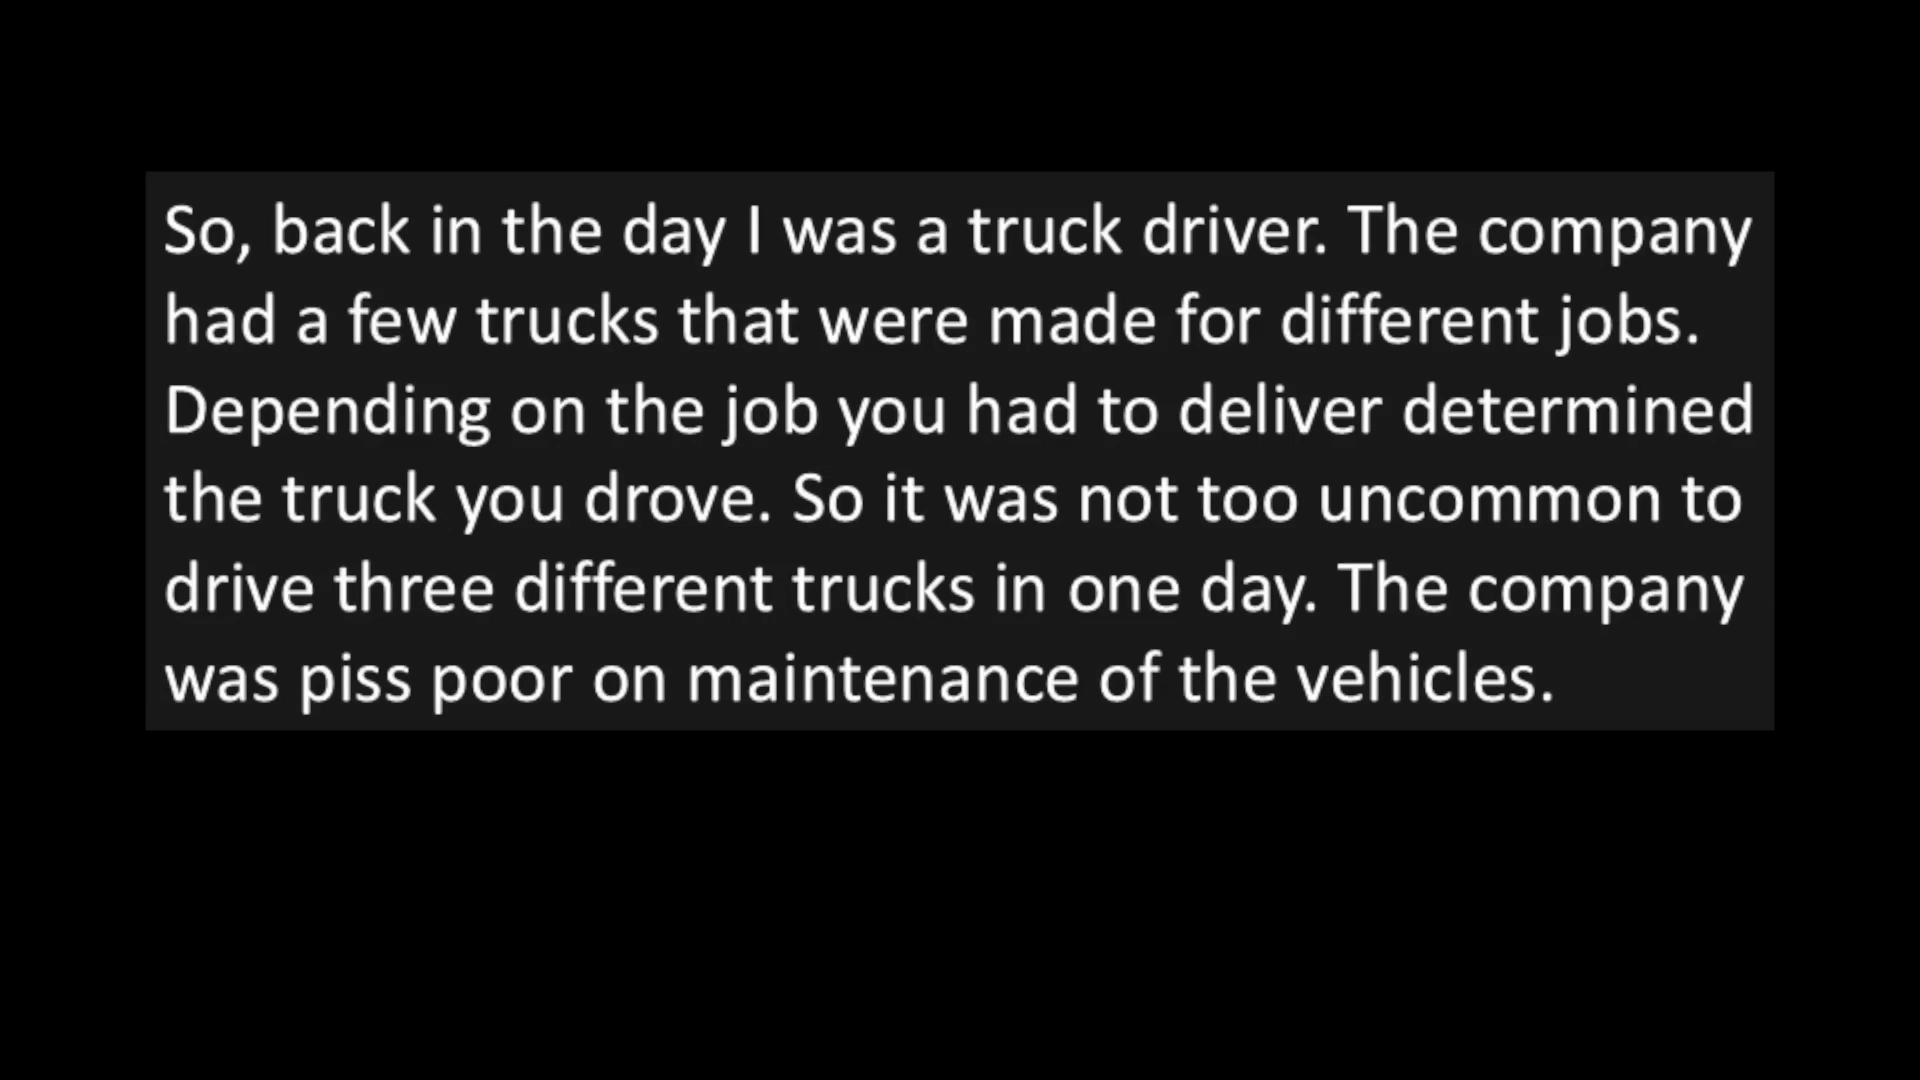 So, back in the day I was a truck driver. The company
had a few trucks that were made for different jobs.
Depending on the job you had to deliver determined
the truck you drove. So it was not too uncommon to
drive three different trucks in one day. The company
was piss poor on maintenance of the vehicles.